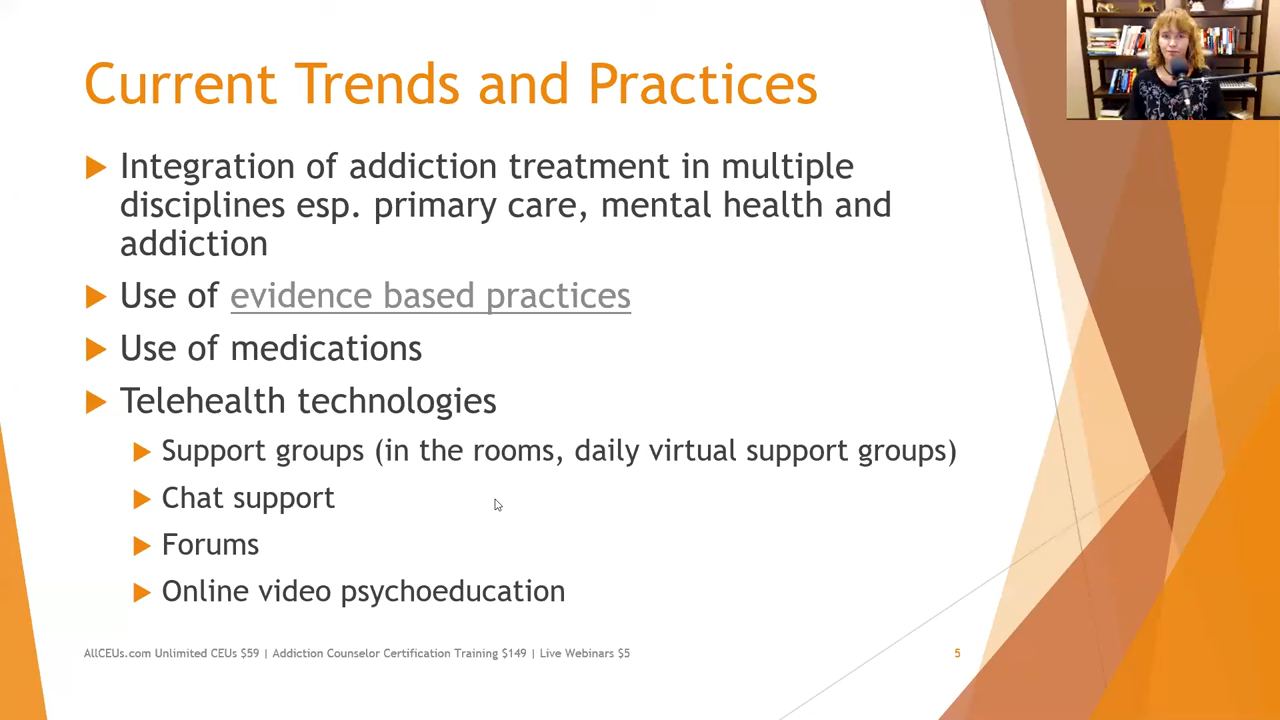 Current Trends and Practices
Integration of addiction treatment in multiple
disciplines esp. primary care, mental health and
addiction
Use of evidence based practices
Use of medications
Telehealth technologies
Support groups (in the rooms, daily virtual support groups)
Chat support
Forums
Online video psychoeducation
AllCEUs.com Unlimited CEUs $59 | Addiction Counselor Certification Training $149 | Live Webinars $5
5